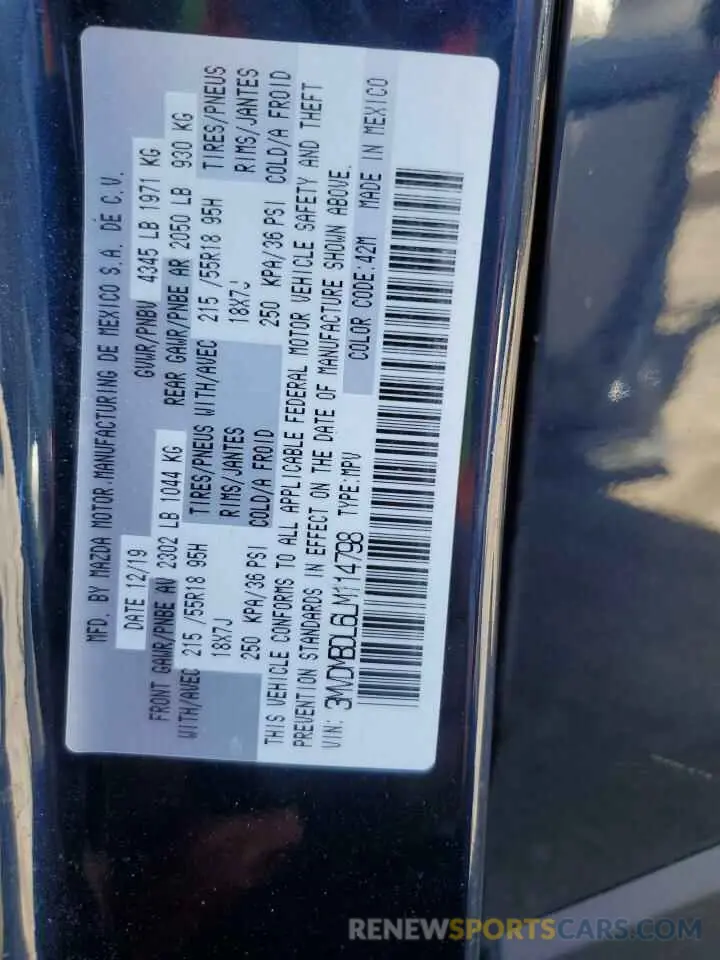 MFD. BY MAZDA MOTOR.MANUFACTURING DE MEXICO S.A. DE C.V.
DATE 12/19 GVWR/PNBV 4345 LB 1971 KG
FRONT GAWR/PNBE AV 2302 LB 1044 KG REAR GAWR/PNBE AR 2050 LB 930 KG
WITH/AVEC 215 /55R18 95H TIRES/PNEUS WITH/AVEC 215 /55R18 95H TIRES/PNEUS
18X7J RIMS/JANTES 18X7J RIMS/JANTES
250 KPA/36 PSI COLD/A FROID 250 KPA/36 PSI COLD/A FROID
THIS VEHICLE CONFORMS TO ALL APPLICABLE FEDERAL MOTOR VEHICLE SAFETY AND THEFT
PREVENTION STANDARDS IN EFFECT ON THE DATE OF MANUFACTURE SHOWN ABOVE.
VIN: 3MVDMBDL6LM114798 TYPE:MPV COLOR CODE:42M MADE IN MEXICO
RENEWSPORTSCARS.COM